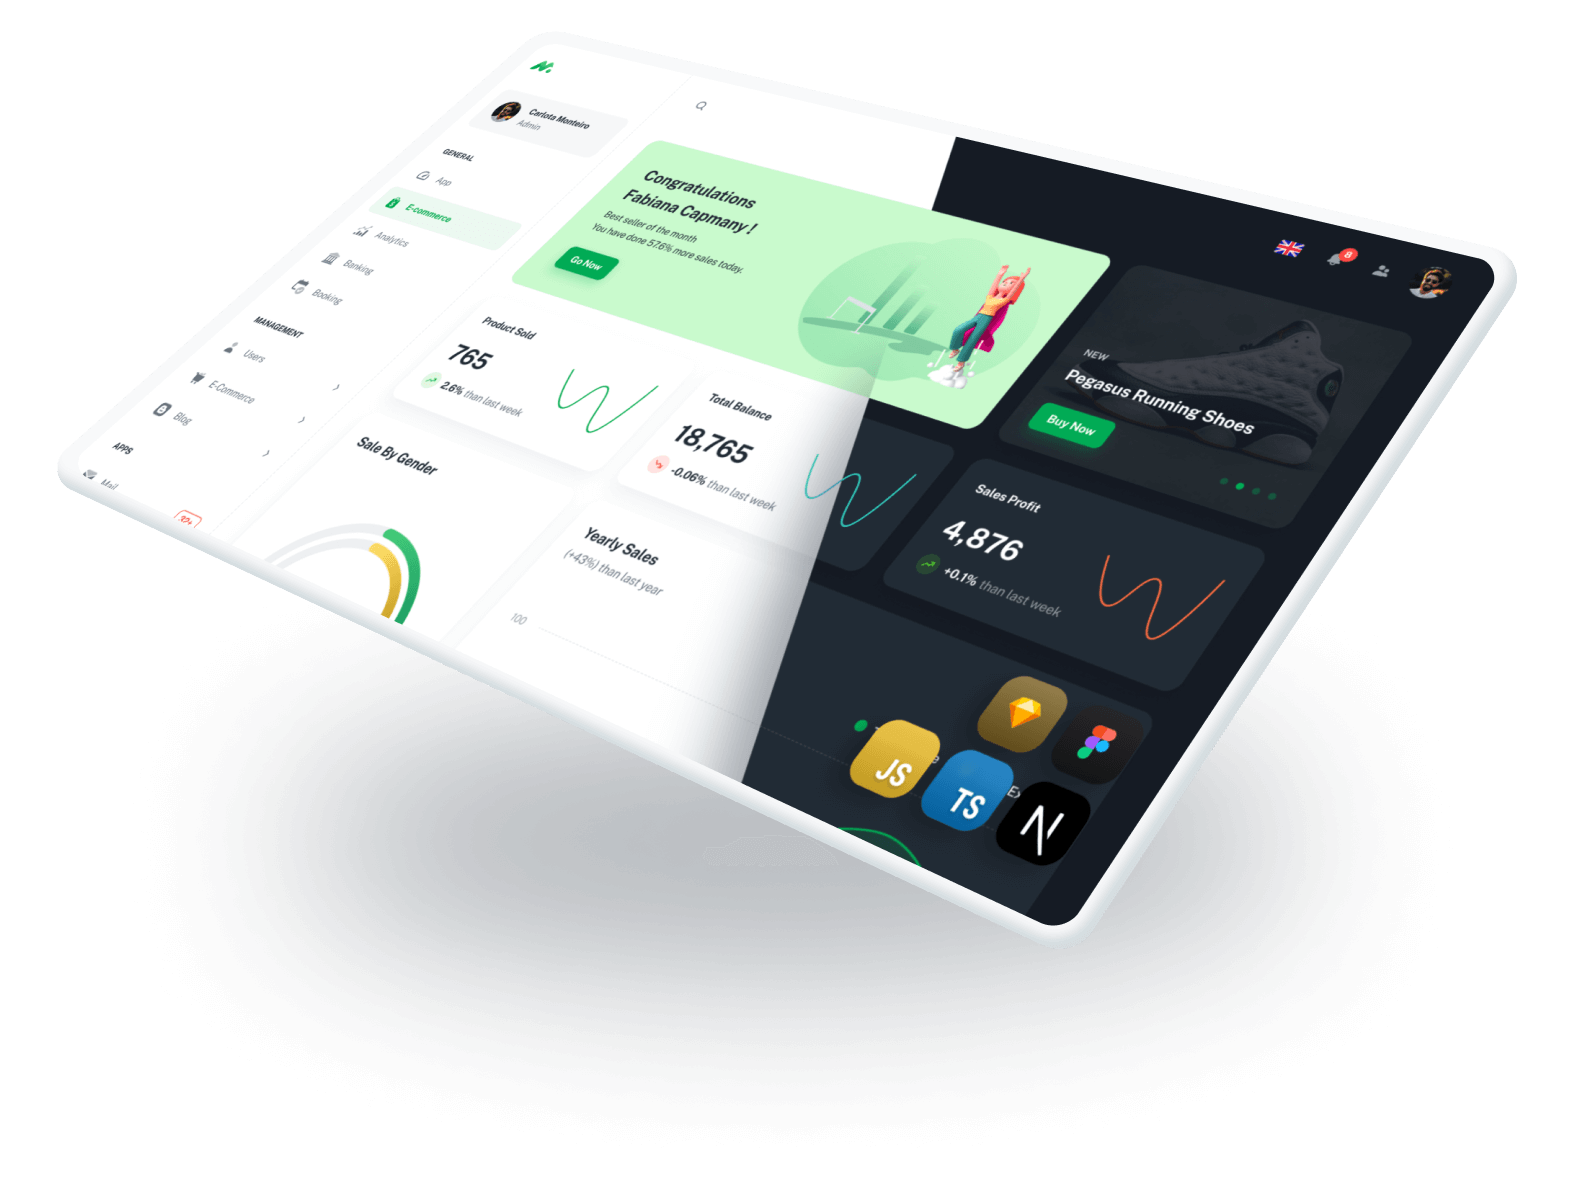 Carlota Monteiro
Admin
GENERAL
App
E-commerce
Analytics
Banking
Booking
MANAGEMENT
Users
E-Commerce
Blog
APPS
Mail
30+
Congratulations
Fabiana Capmany !
Best seller of the month
You have done 57.6% more sales today.
Go Now
8
NEW
Pegasus Running Shoes
Buy Now
Product Sold
765
2.6% than last week
Total Balance
18,765
-0.06% than last week
Sales Profit
4,876
+0.1% than last week
Sale By Gender
Yearly Sales
(+43%) than last year
100
JS
TS
N